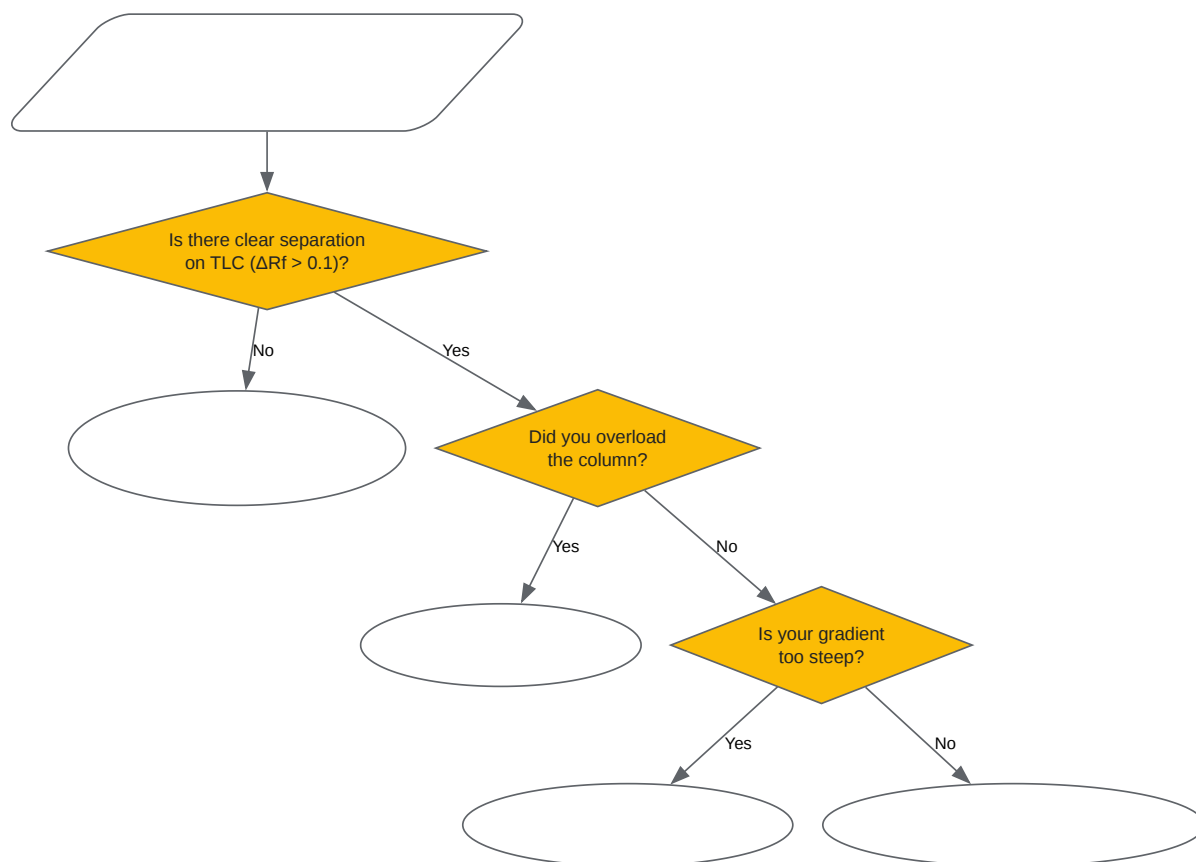 Is there clear separation
on TLC (ΔRf > 0.1)?
No
Yes
Did you overload
the column?
Yes
No
Is your gradient
too steep?
Yes
No